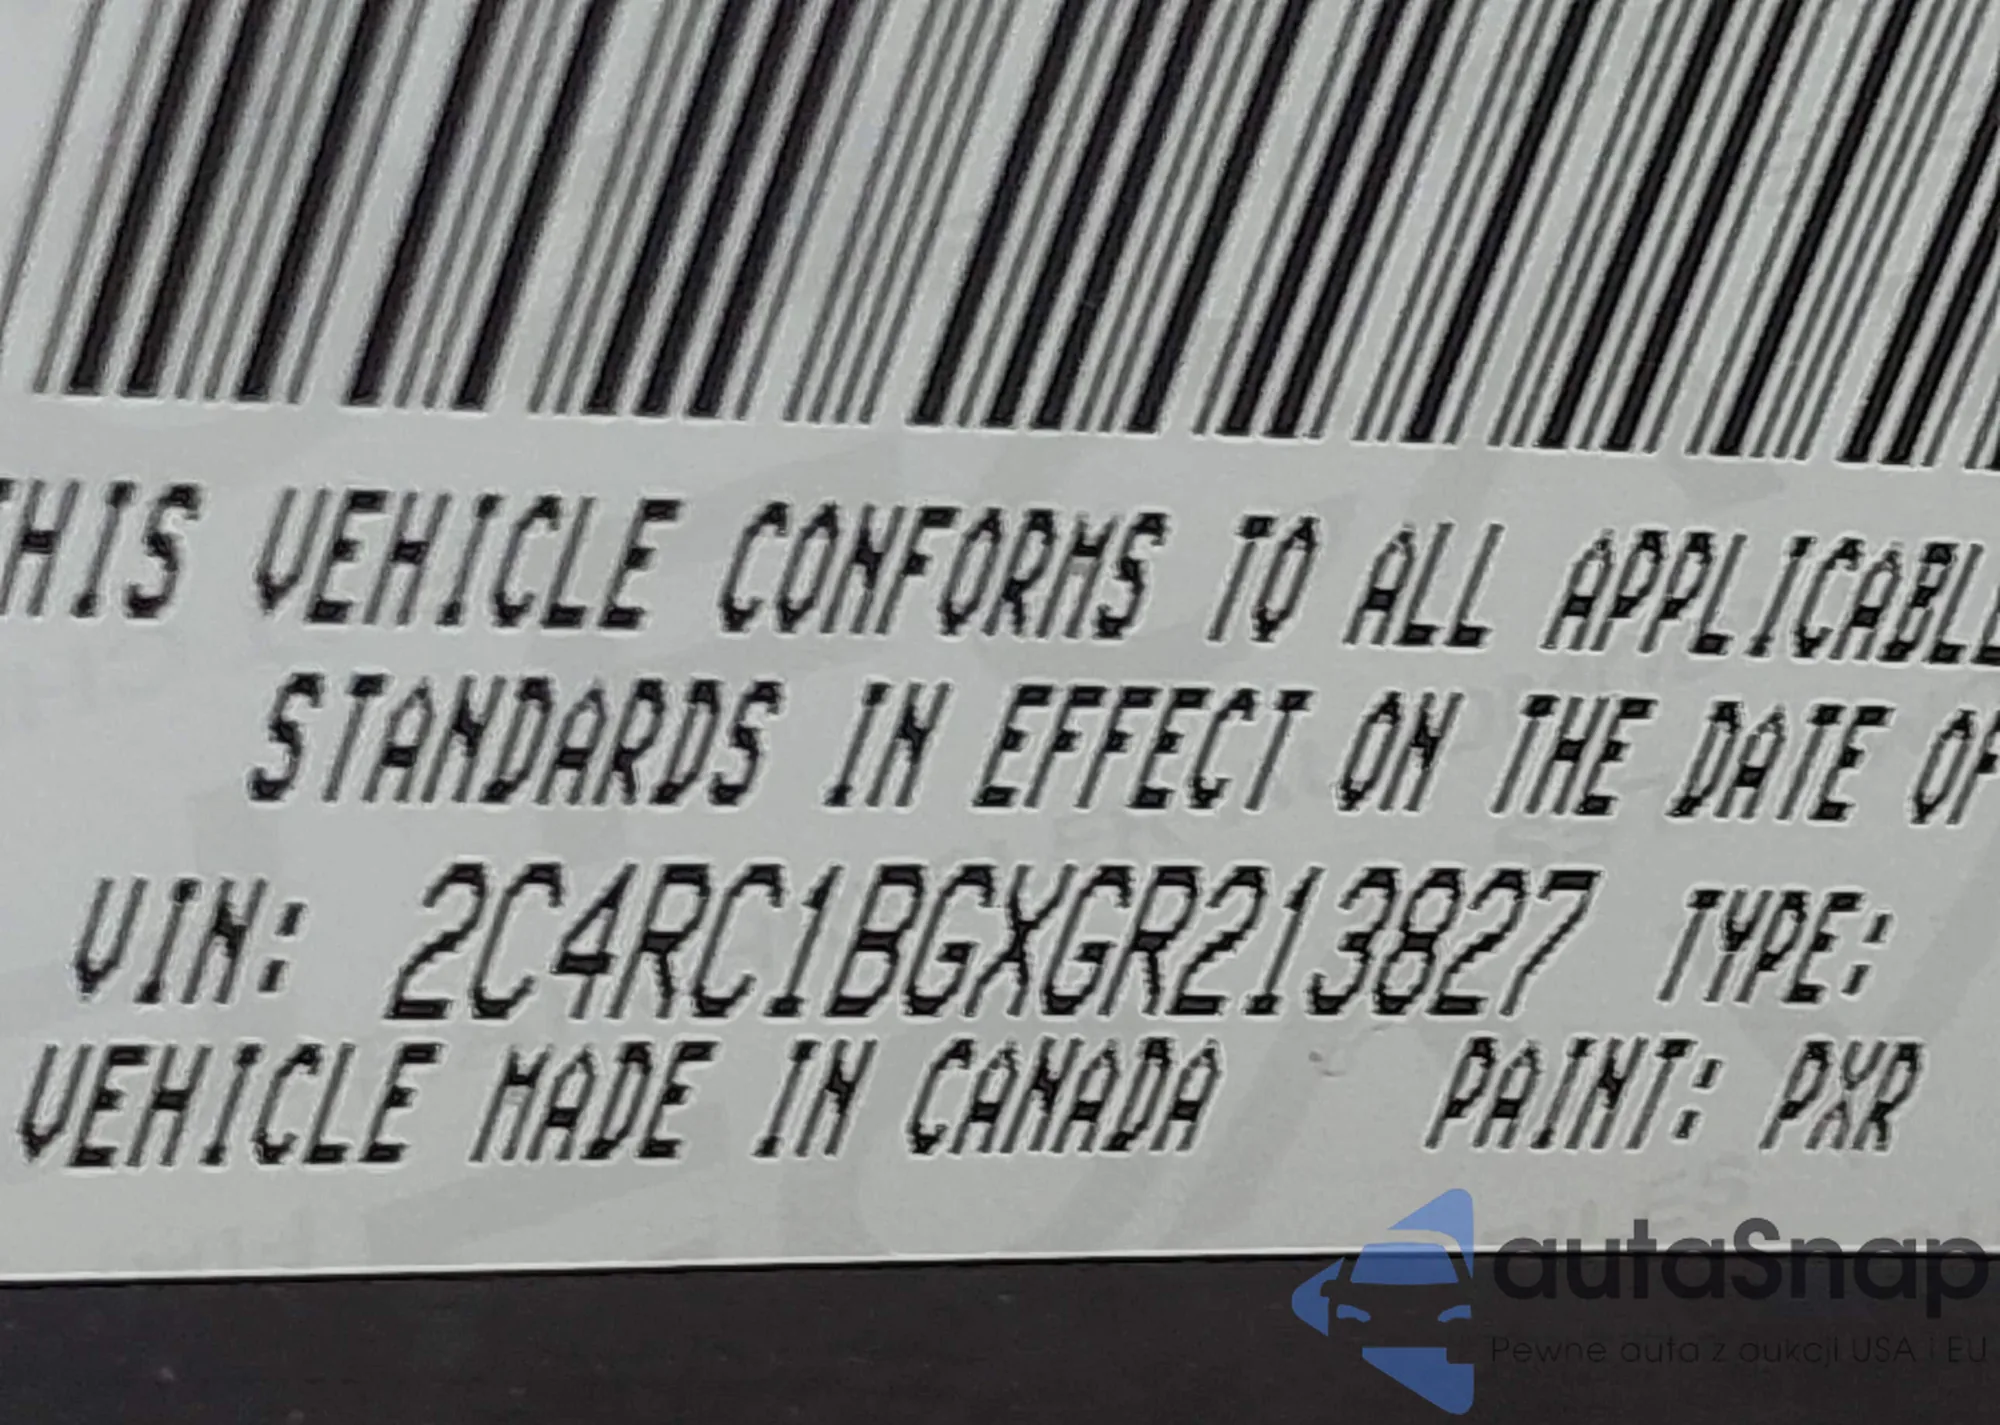 THIS VEHICLE CONFORMS TO ALL APPLICABLE
STANDARDS IN EFFECT ON THE DATE OF
VIN: 2C4RC1BGXGR213827 TYPE:
VEHICLE MADE IN CANADA PAINT: PXR
autaSnap
Pewne auta z aukcji USA i EU